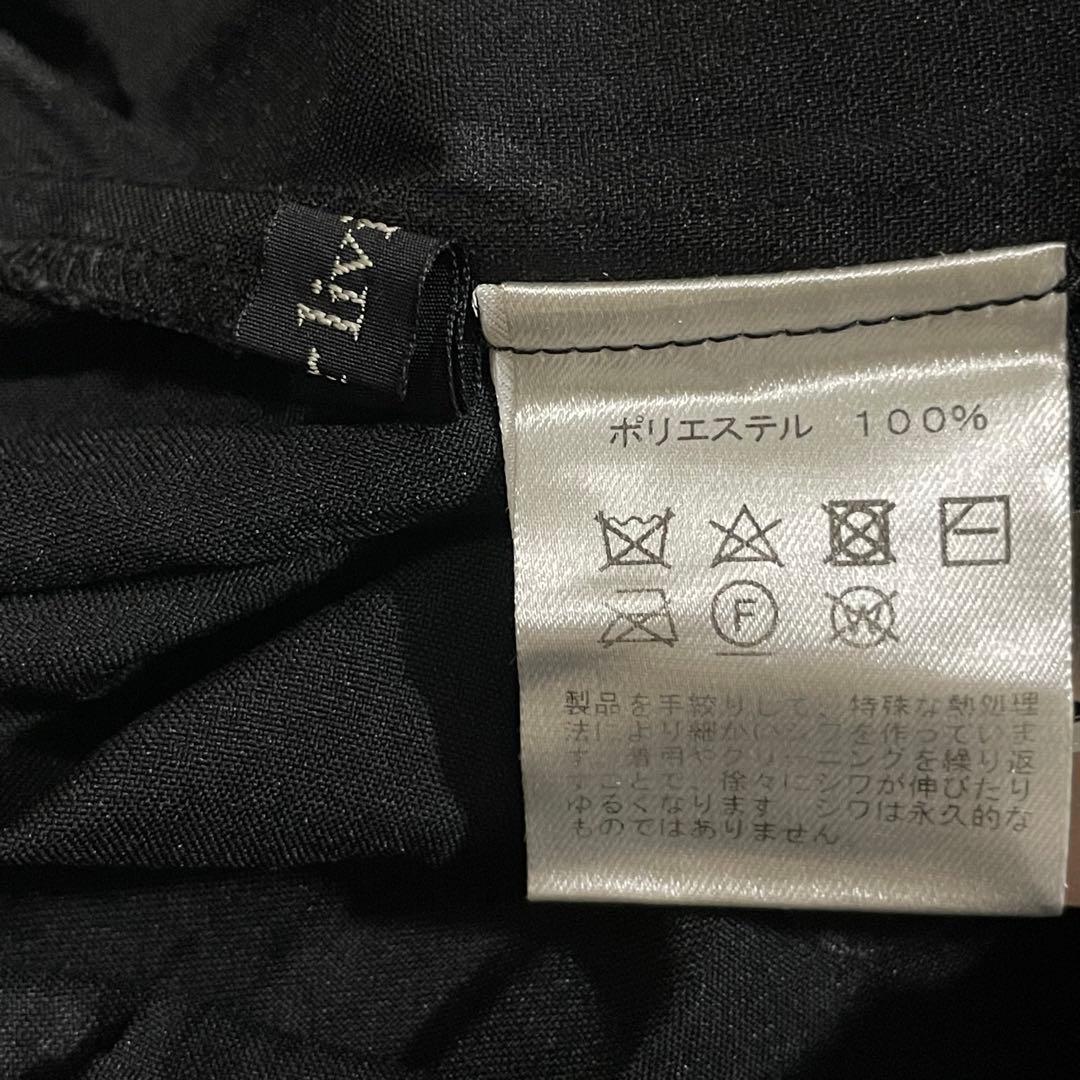 Livi
ポリエステル 100%
F
W
製品を手絞りして、特殊な熱処理
法により細かいシワを作っていま
す。着用やクリーニングを繰り返
すことで、徐々にシワが伸びたり
ゆるくなります。シワは永久的な
ものではありません